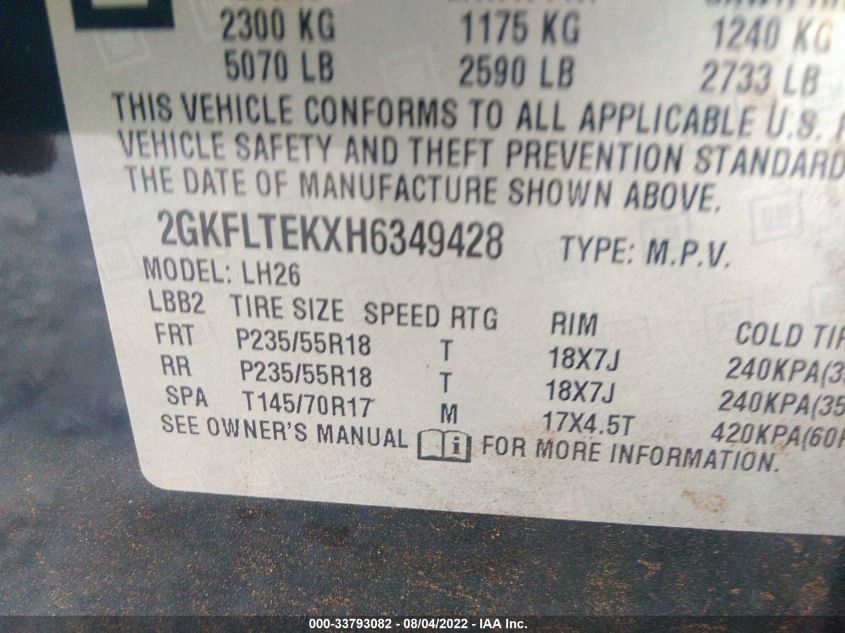 2300 KG 1175 KG 1240 KG
5070 LB 2590 LB 2733 LB
THIS VEHICLE CONFORMS TO ALL APPLICABLE U.S.
VEHICLE SAFETY AND THEFT PREVENTION STANDARD
THE DATE OF MANUFACTURE SHOWN ABOVE.
2GKFLTEKXH6349428 TYPE: M.P.V.
MODEL: LH26
LBB2 TIRE SIZE SPEED RTG RIM COLD TIR
FRT P235/55R18 T 18X7J 240KPA(3
RR P235/55R18 T 18X7J 240KPA(35
SPA T145/70R17 M 17X4.5T 420KPA(60
SEE OWNER'S MANUAL i FOR MORE INFORMATION.
000-33793082 - 08/04/2022 - IAA Inc.